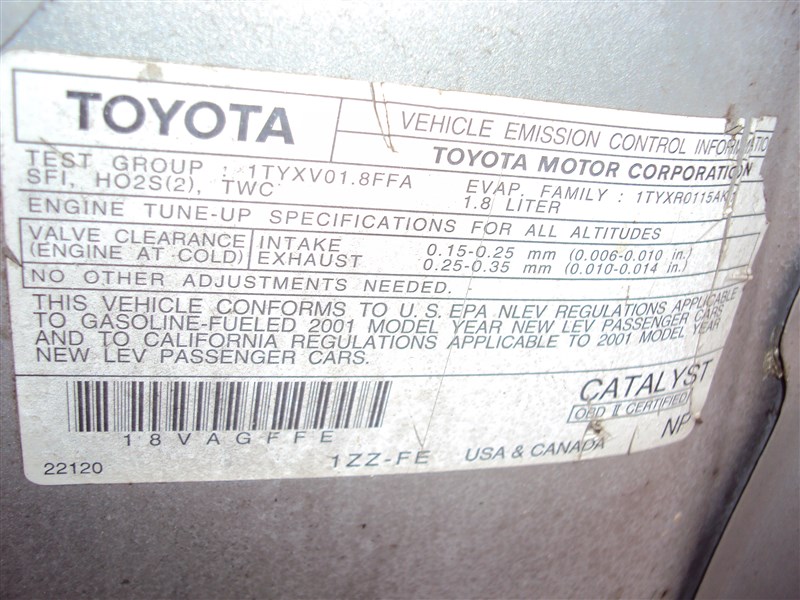 TOYOTA
VEHICLE EMISSION CONTROL INFORMATION
TOYOTA MOTOR CORPORATION
TEST GROUP : 1TYXV01.8FFA
SFI, HO2S(2), TWC
EVAP. FAMILY : 1TYXR0115AK1
1.8 LITER
ENGINE TUNE-UP SPECIFICATIONS FOR ALL ALTITUDES
VALVE CLEARANCE
(ENGINE AT COLD)
INTAKE 0.15-0.25 mm (0.006-0.010 in.)
EXHAUST 0.25-0.35 mm (0.010-0.014 in.)
NO OTHER ADJUSTMENTS NEEDED.
THIS VEHICLE CONFORMS TO U.S. EPA NLEV REGULATIONS APPLICABLE
TO GASOLINE-FUELED 2001 MODEL YEAR NEW LEV PASSENGER CARS
AND TO CALIFORNIA REGULATIONS APPLICABLE TO 2001 MODEL YEAR
NEW LEV PASSENGER CARS.
CATALYST
OBD II CERTIFIED
18VAGFFE
NP
22120
1ZZ-FE
USA & CANADA